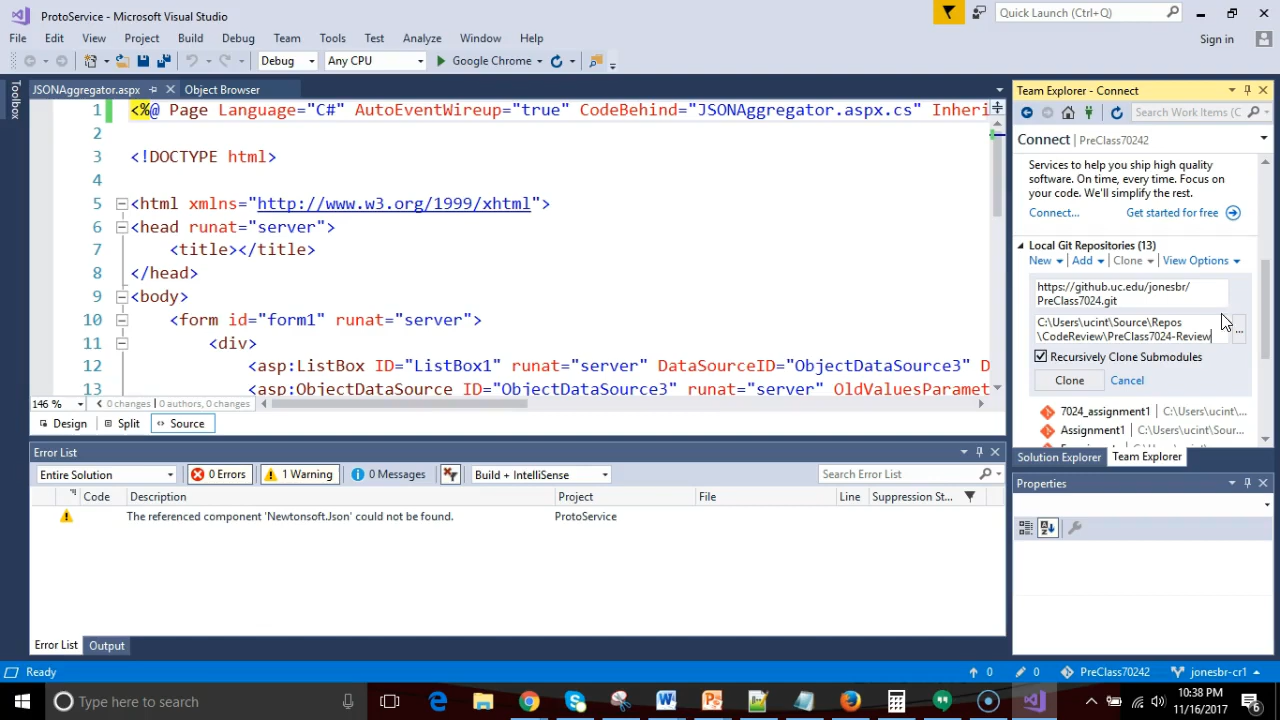 ProtoService - Microsoft Visual Studio
Quick Launch (Ctrl+Q)
File Edit View Project Build Debug Team Tools Test Analyze Window Help
Sign in
Debug Any CPU Google Chrome
Toolbox
JSONAggregator.aspx Object Browser
1 <%@ Page Language="C#" AutoEventWireup="true" CodeBehind="JSONAggregator.aspx.cs" Inheri
2
3 <!DOCTYPE html>
4
5 <html xmlns="http://www.w3.org/1999/xhtml">
6 <head runat="server">
7 <title></title>
8 </head>
9 <body>
10 <form id="form1" runat="server">
11 <div>
12 <asp:ListBox ID="ListBox1" runat="server" DataSourceID="ObjectDataSource3" D
13 <asp:ObjectDataSource ID="ObjectDataSource3" runat="server" OldValuesParamet
146 % 0 changes | 0 authors, 0 changes
Design Split Source
Error List
Entire Solution 0 Errors 1 Warning 0 Messages Build + IntelliSense Search Error List
Code Description Project File Line Suppression St...
The referenced component 'Newtonsoft.Json' could not be found. ProtoService
Error List Output
Team Explorer - Connect
Search Work Items (C
Connect | PreClass70242
Services to help you ship high quality
software. On time, every time. Focus on
your code. We'll simplify the rest.
Connect... Get started for free
Local Git Repositories (13)
New Add Clone View Options
https://github.uc.edu/jonesbr/
PreClass7024.git
C:\Users\ucint\Source\Repos
\CodeReview\PreClass7024-Review
...
Recursively Clone Submodules
Clone Cancel
7024_assignment1 | C:\Users\ucint\...
Assignment1 | C:\Users\ucint\Sour...
Solution Explorer Team Explorer
Properties
Ready 0 0 PreClass70242 jonesbr-cr1
Type here to search
10:38 PM
11/16/2017
6